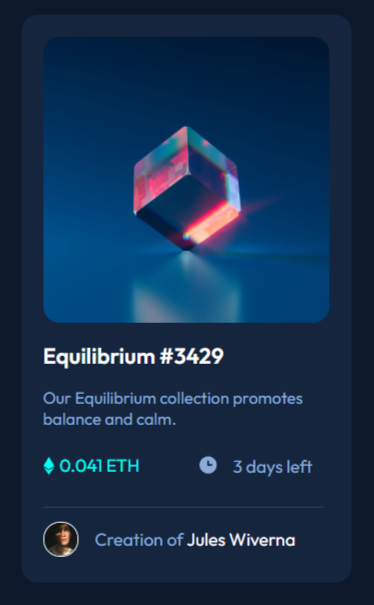 Equilibrium #3429
Our Equilibrium collection promotes
balance and calm.
0.041 ETH 3 days left
Creation of Jules Wiverna